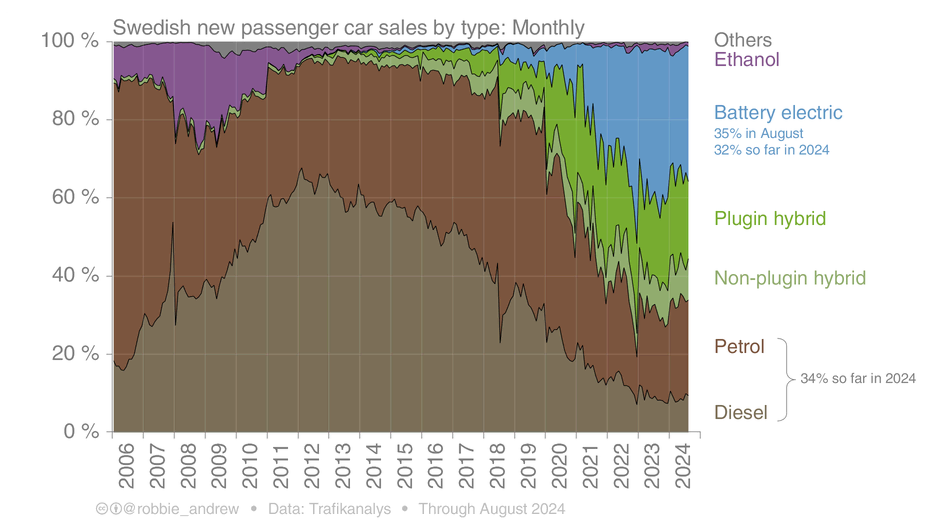 Swedish new passenger car sales by type: Monthly
100 %
80 %
60 %
40 %
20 %
0 %
Others
Ethanol
Battery electric
35% in August
32% so far in 2024
Plugin hybrid
Non-plugin hybrid
Petrol
34% so far in 2024
Diesel
2006 2007 2008 2009 2010 2011 2012 2013 2014 2015 2016 2017 2018 2019 2020 2021 2022 2023 2024
@robbie_andrew • Data: Trafikanalys • Through August 2024